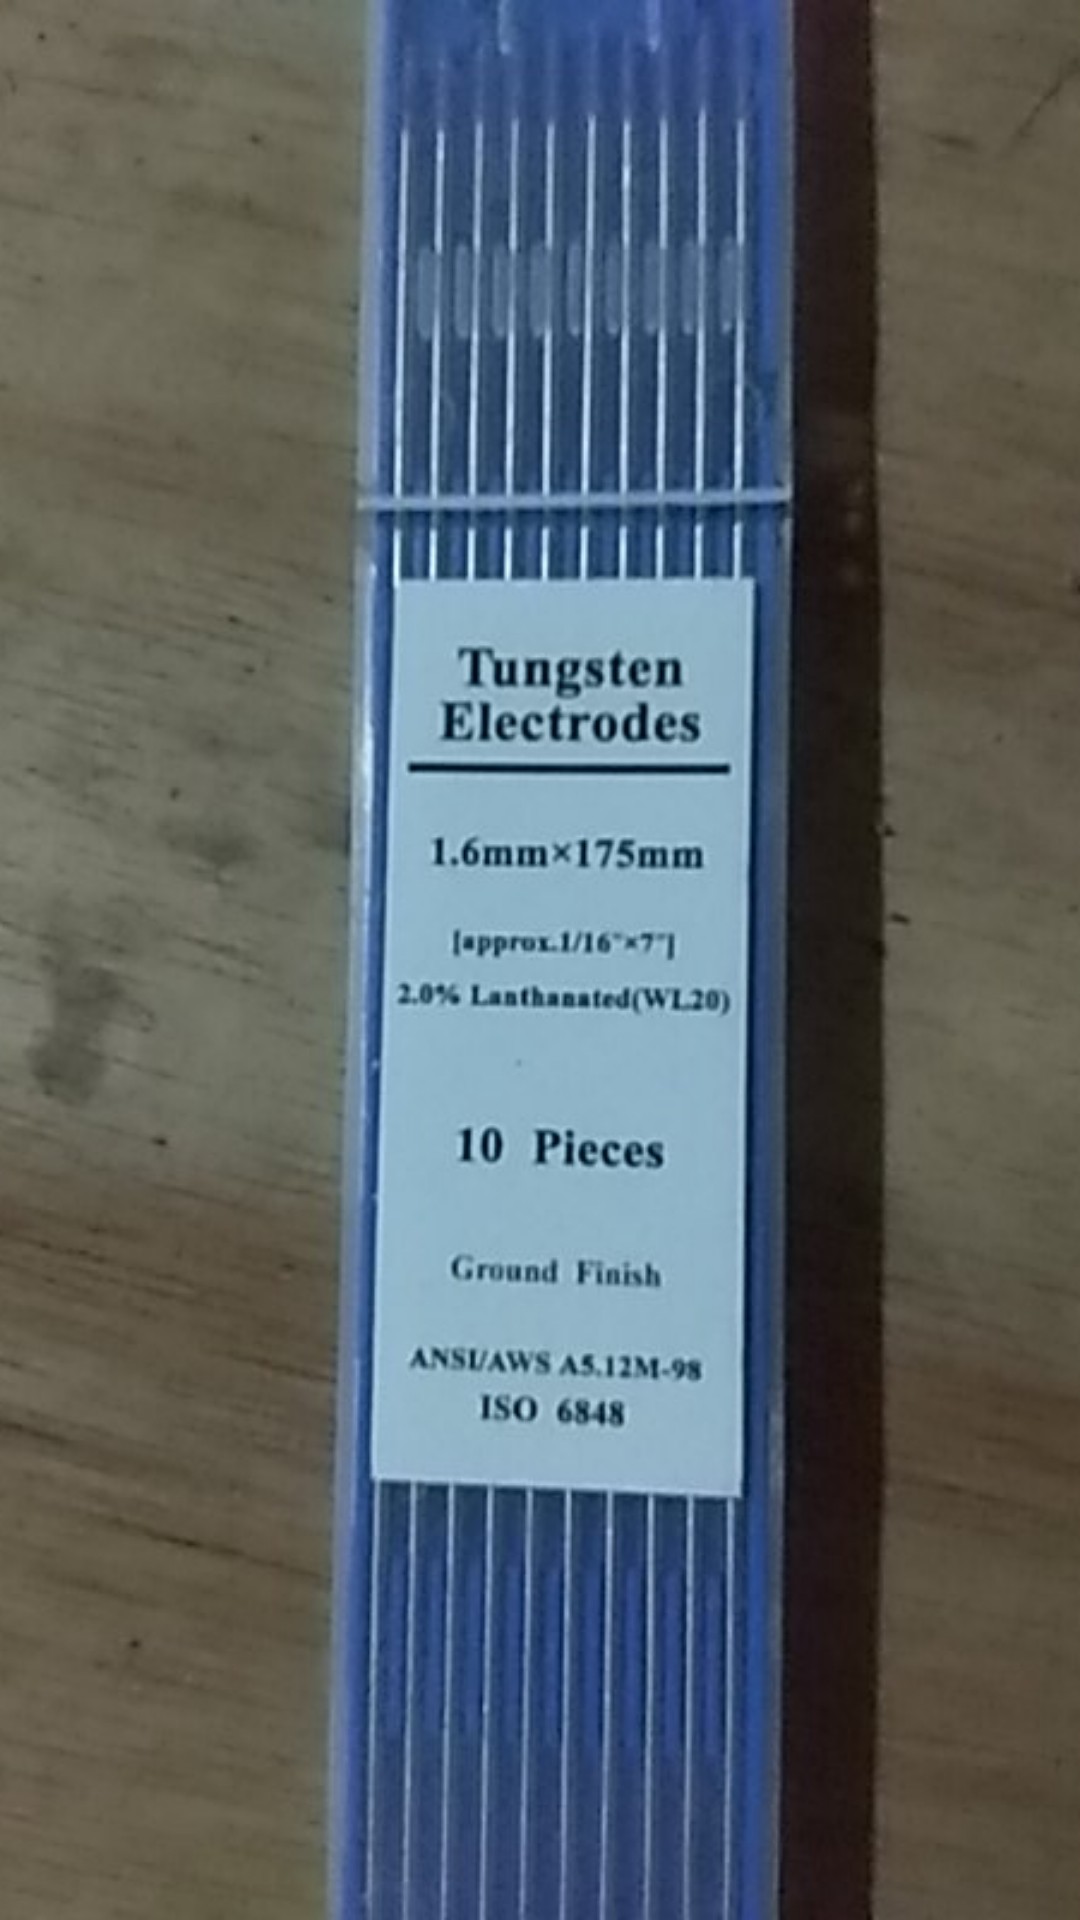 Tungsten
Electrodes
1.6mm×175mm
[approx.1/16"×7"]
2.0% Lanthanated(WL20)
10 Pieces
Ground Finish
ANSI/AWS A5.12M-98
ISO 6848